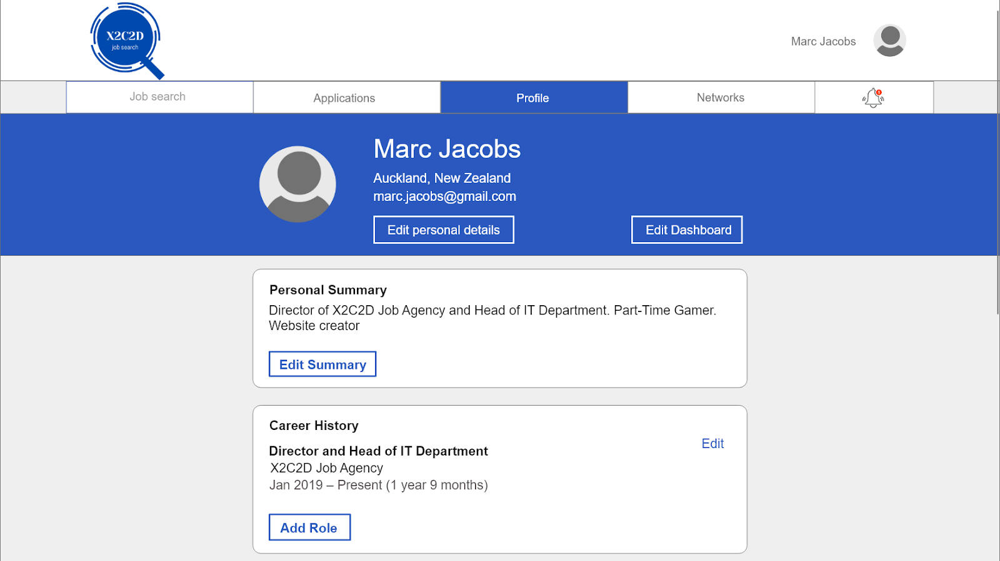 X2C2D
job search
Marc Jacobs
Job search
Applications
Profile
Networks
Marc Jacobs
Auckland, New Zealand
marc.jacobs@gmail.com
Edit personal details
Edit Dashboard
Personal Summary
Director of X2C2D Job Agency and Head of IT Department. Part-Time Gamer.
Website creator
Edit Summary
Career History
Edit
Director and Head of IT Department
X2C2D Job Agency
Jan 2019 – Present (1 year 9 months)
Add Role